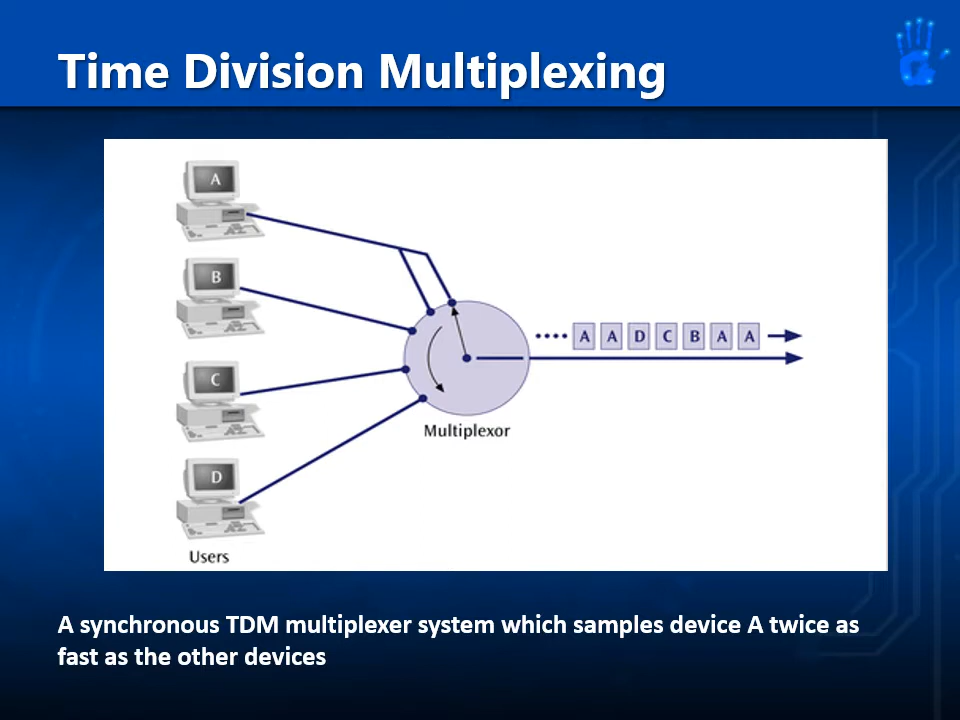 Time Division Multiplexing
A
B
C
D
Users
Multiplexor
•••• A A D C B A A
A synchronous TDM multiplexer system which samples device A twice as
fast as the other devices